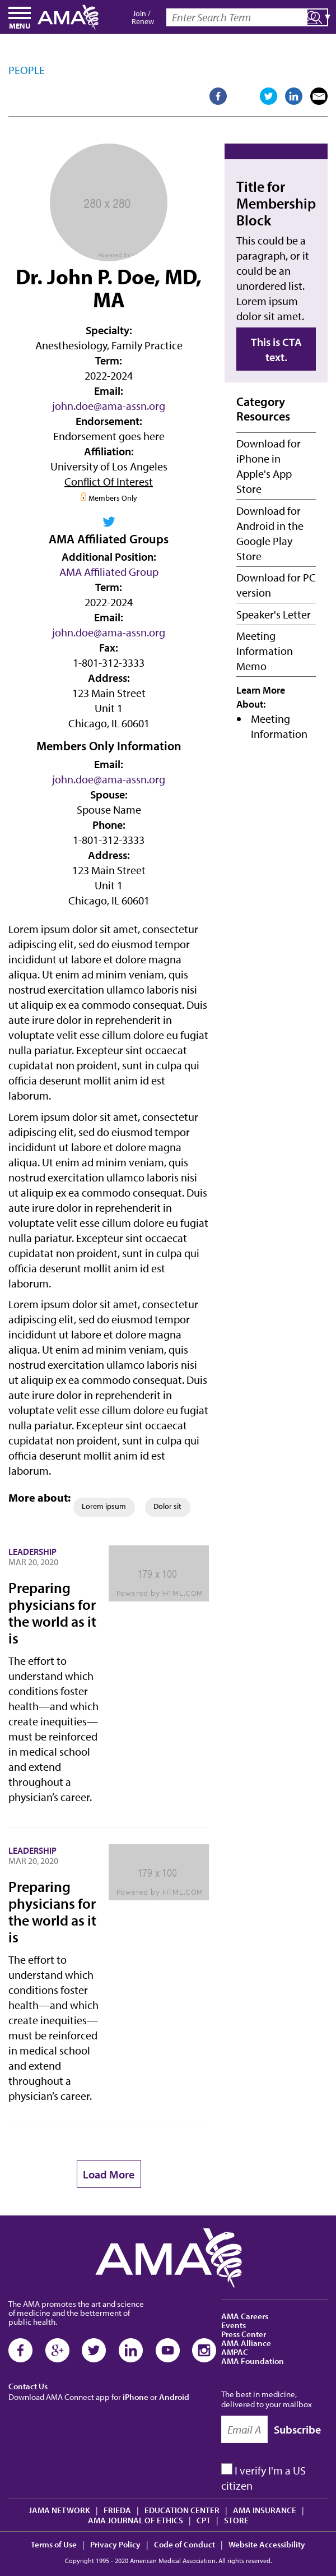 MENU
AMA
Join /
Renew
Enter Search Term
PEOPLE
280 x 280
Dr. John P. Doe, MD,
MA
Specialty:
Anesthesiology, Family Practice
Term:
2022-2024
Email:
john.doe@ama-assn.org
Endorsement:
Endorsement goes here
Affiliation:
University of Los Angeles
Conflict Of Interest
Members Only
AMA Affiliated Groups
Additional Position:
AMA Affiliated Group
Term:
2022-2024
Email:
john.doe@ama-assn.org
Fax:
1-801-312-3333
Address:
123 Main Street
Unit 1
Chicago, IL 60601
Members Only Information
Email:
john.doe@ama-assn.org
Spouse:
Spouse Name
Phone:
1-801-312-3333
Address:
123 Main Street
Unit 1
Chicago, IL 60601
Lorem ipsum dolor sit amet, consectetur
adipiscing elit, sed do eiusmod tempor
incididunt ut labore et dolore magna
aliqua. Ut enim ad minim veniam, quis
nostrud exercitation ullamco laboris nisi
ut aliquip ex ea commodo consequat. Duis
aute irure dolor in reprehenderit in
voluptate velit esse cillum dolore eu fugiat
nulla pariatur. Excepteur sint occaecat
cupidatat non proident, sunt in culpa qui
officia deserunt mollit anim id est
laborum.
Lorem ipsum dolor sit amet, consectetur
adipiscing elit, sed do eiusmod tempor
incididunt ut labore et dolore magna
aliqua. Ut enim ad minim veniam, quis
nostrud exercitation ullamco laboris nisi
ut aliquip ex ea commodo consequat. Duis
aute irure dolor in reprehenderit in
voluptate velit esse cillum dolore eu fugiat
nulla pariatur. Excepteur sint occaecat
cupidatat non proident, sunt in culpa qui
officia deserunt mollit anim id est
laborum.
Lorem ipsum dolor sit amet, consectetur
adipiscing elit, sed do eiusmod tempor
incididunt ut labore et dolore magna
aliqua. Ut enim ad minim veniam, quis
nostrud exercitation ullamco laboris nisi
ut aliquip ex ea commodo consequat. Duis
aute irure dolor in reprehenderit in
voluptate velit esse cillum dolore eu fugiat
nulla pariatur. Excepteur sint occaecat
cupidatat non proident, sunt in culpa qui
officia deserunt mollit anim id est
laborum.
More about: Lorem ipsum Dolor sit
Title for
Membership
Block
This could be a
paragraph, or it
could be an
unordered list.
Lorem ipsum
dolor sit amet.
This is CTA
text.
Category
Resources
Download for
iPhone in
Apple's App
Store
Download for
Android in the
Google Play
Store
Download for PC
version
Speaker's Letter
Meeting
Information
Memo
Learn More
About:
• Meeting
Information
LEADERSHIP
MAR 20, 2020
Preparing
physicians for
the world as it
is
The effort to
understand which
conditions foster
health—and which
create inequities—
must be reinforced
in medical school
and extend
throughout a
physician’s career.
179 x 100
Powered by HTML.COM
LEADERSHIP
MAR 20, 2020
Preparing
physicians for
the world as it
is
The effort to
understand which
conditions foster
health—and which
create inequities—
must be reinforced
in medical school
and extend
throughout a
physician’s career.
179 x 100
Powered by HTML.COM
Load More
AMA
The AMA promotes the art and science
of medicine and the betterment of
public health.
Contact Us
Download AMA Connect app for iPhone or Android
AMA Careers
Events
Press Center
AMA Alliance
AMPAC
AMA Foundation
The best in medicine,
delivered to your mailbox
Email A Subscribe
I verify I'm a US
citizen
JAMA NETWORK | FRIEDA | EDUCATION CENTER | AMA INSURANCE |
AMA JOURNAL OF ETHICS | CPT | STORE
Terms of Use | Privacy Policy | Code of Conduct | Website Accessibility
Copyright 1995 - 2020 American Medical Association. All rights reserved.